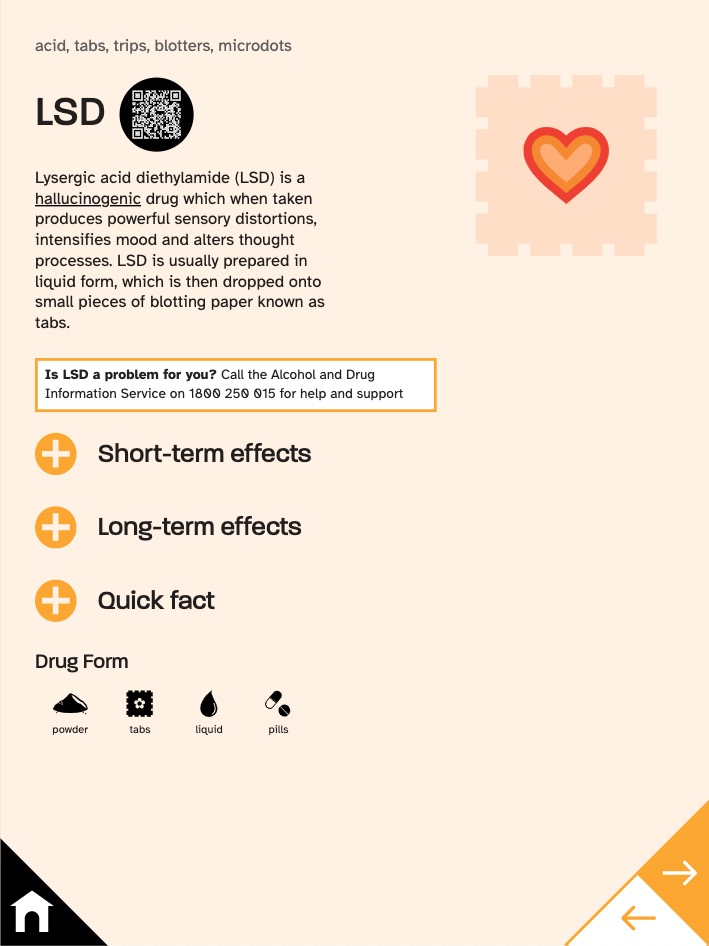 acid, tabs, trips, blotters, microdots
LSD
Lysergic acid diethylamide (LSD) is a
hallucinogenic drug which when taken
produces powerful sensory distortions,
intensifies mood and alters thought
processes. LSD is usually prepared in
liquid form, which is then dropped onto
small pieces of blotting paper known as
tabs.
Is LSD a problem for you? Call the Alcohol and Drug
Information Service on 1800 250 015 for help and support
Short-term effects
Long-term effects
Quick fact
Drug Form
powder tabs liquid pills